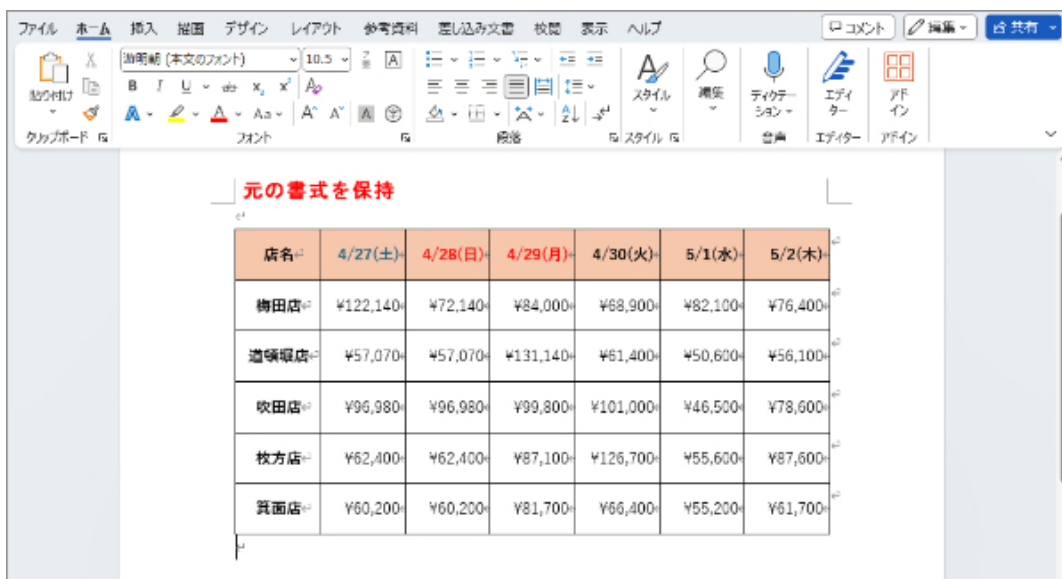 ファイル ホーム 挿入 描画 デザイン レイアウト 参考資料 差し込み文書 校閲 表示 ヘルプ コメント 編集 共有
游明朝 (本文のフォント) 10.5
貼り付け スタイル 編集 ディクテーション エディター アドイン
クリップボード フォント 段落 スタイル 音声 エディター アドイン
元の書式を保持
店名 4/27(土) 4/28(日) 4/29(月) 4/30(火) 5/1(水) 5/2(木)
梅田店 ¥122,140 ¥72,140 ¥84,000 ¥68,900 ¥82,100 ¥76,400
道頓堀店 ¥57,070 ¥57,070 ¥131,140 ¥61,400 ¥50,600 ¥56,100
吹田店 ¥96,980 ¥96,980 ¥99,800 ¥101,000 ¥46,500 ¥78,600
枚方店 ¥62,400 ¥62,400 ¥87,100 ¥126,700 ¥55,600 ¥87,600
箕面店 ¥60,200 ¥60,200 ¥81,700 ¥66,400 ¥55,200 ¥61,700